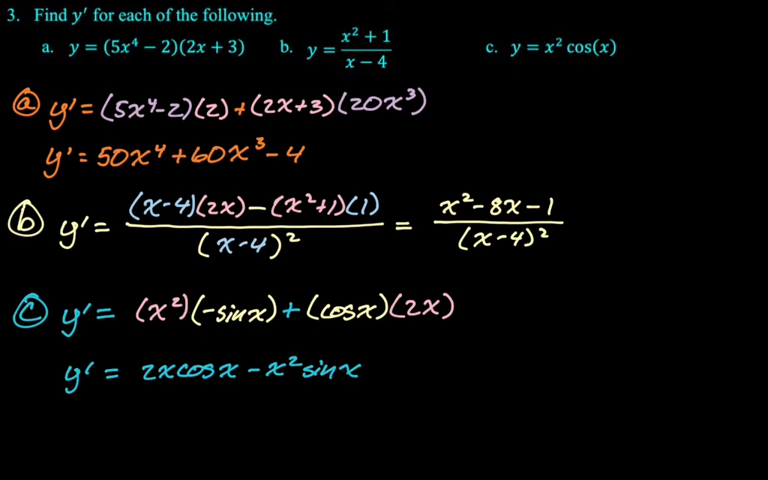 3. Find y′ for each of the following.
a. y = (5x⁴ − 2)(2x + 3) b. y = (x² + 1)/(x − 4) c. y = x² cos(x)
ⓐ y′ = (5x⁴−2)(2) + (2x+3)(20x³)
y′ = 50x⁴ + 60x³ − 4
ⓑ y′ = ((x−4)(2x) − (x²+1)(1))/(x−4)² = (x² − 8x − 1)/(x−4)²
ⓒ y′ = (x²)(−sinx) + (cosx)(2x)
y′ = 2xcosx − x²sinx